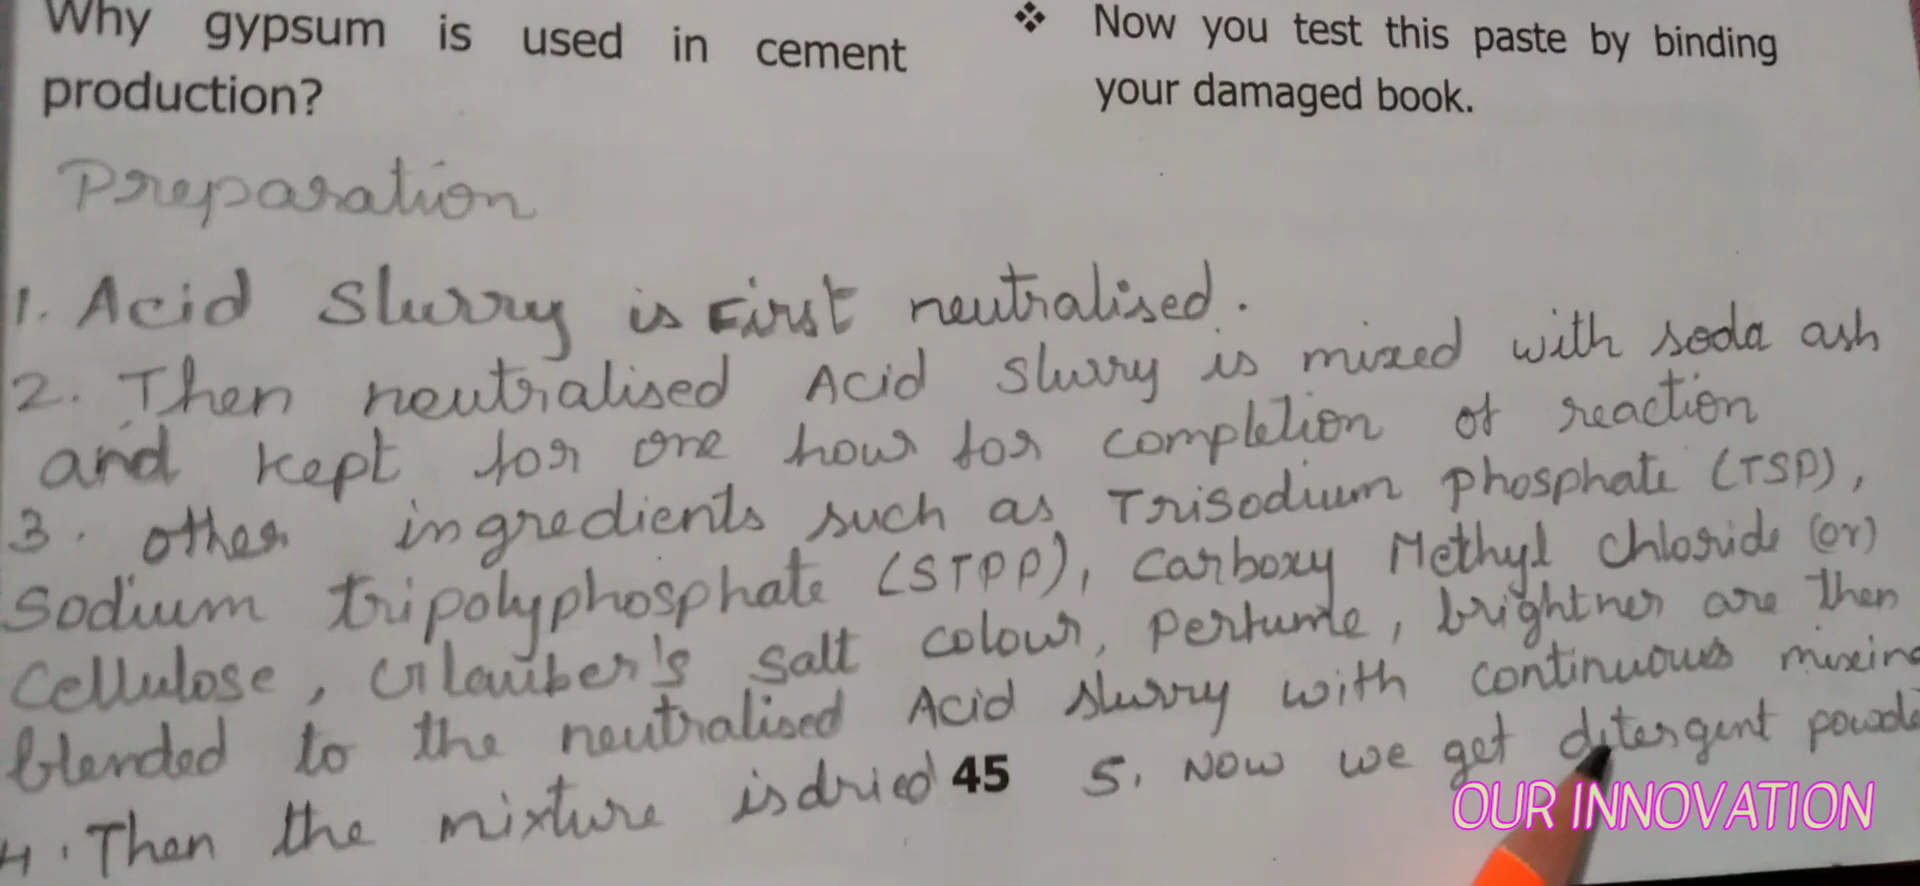 Why gypsum is used in cement
production?
❖ Now you test this paste by binding
your damaged book.
Preparation
1. Acid Slurry is First neutralised.
2. Then neutralised Acid slurry is mixed with soda ash
and kept for one hour for completion of reaction
3. other ingredients such as Trisodium phosphate (TSP),
Sodium tripolyphosphate (STPP), Carboxy Methyl chloride (or)
Cellulose, Glauber's salt colour, perfume, brightner are then
blended to the neutralised Acid slurry with continuous mixing
4. Then the mixture is dried 45 5. Now we get detergent powde
OUR INNOVATION